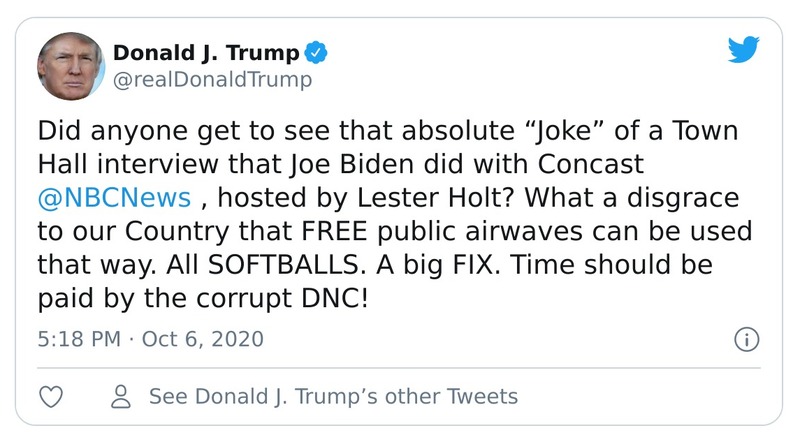 Donald J. Trump
@realDonaldTrump
Did anyone get to see that absolute “Joke” of a Town
Hall interview that Joe Biden did with Concast
@NBCNews , hosted by Lester Holt? What a disgrace
to our Country that FREE public airwaves can be used
that way. All SOFTBALLS. A big FIX. Time should be
paid by the corrupt DNC!
5:18 PM · Oct 6, 2020
See Donald J. Trump’s other Tweets